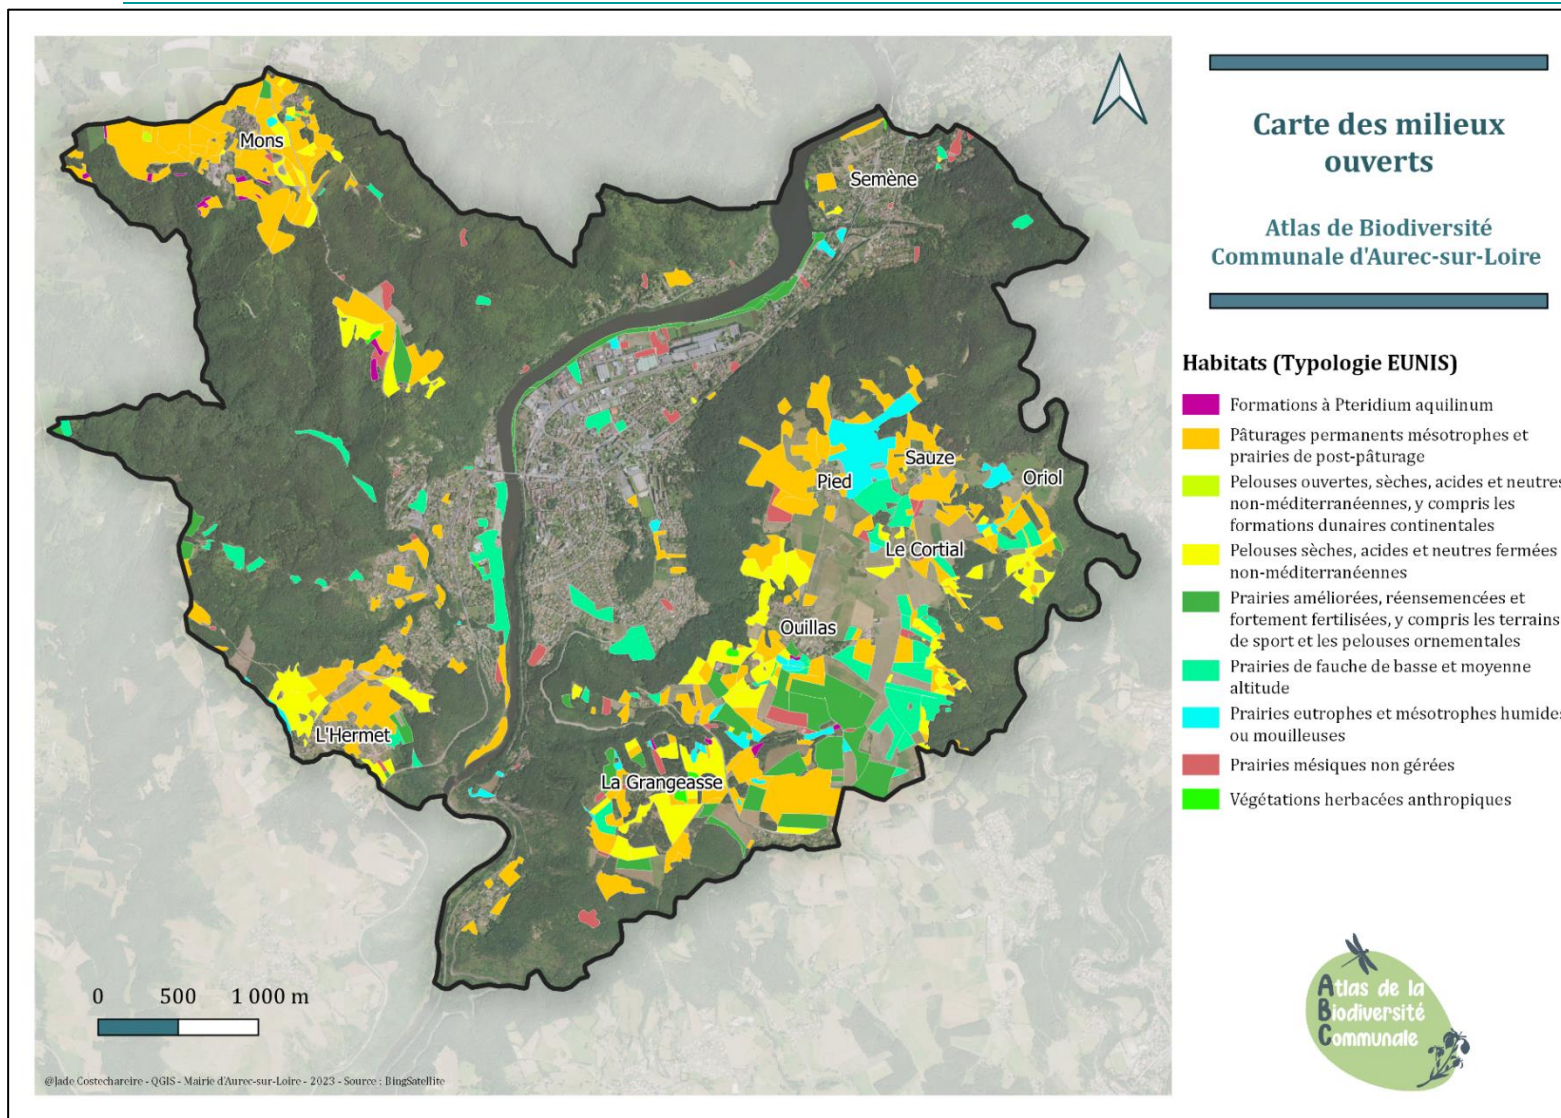 Carte des milieux
ouverts
Atlas de Biodiversité
Communale d'Aurec-sur-Loire
Habitats (Typologie EUNIS)
Formations à Pteridium aquilinum
Pâturages permanents mésotrophes et
prairies de post-pâturage
Pelouses ouvertes, sèches, acides et neutres
non-méditerranéennes, y compris les
formations dunaires continentales
Pelouses sèches, acides et neutres fermées
non-méditerranéennes
Prairies améliorées, réensemencées et
fortement fertilisées, y compris les terrains
de sport et les pelouses ornementales
Prairies de fauche de basse et moyenne
altitude
Prairies eutrophes et mésotrophes humides
ou mouilleuses
Prairies mésiques non gérées
Végétations herbacées anthropiques
Mons
Semène
Sauze
Pied
Oriol
Le Cortial
Ouillas
L'Hermet
La Grangeasse
0 500 1 000 m
@Jade Costechareire - QGIS - Mairie d'Aurec-sur-Loire - 2023 - Source : BingSatellite
Atlas de la
Biodiversité
Communale